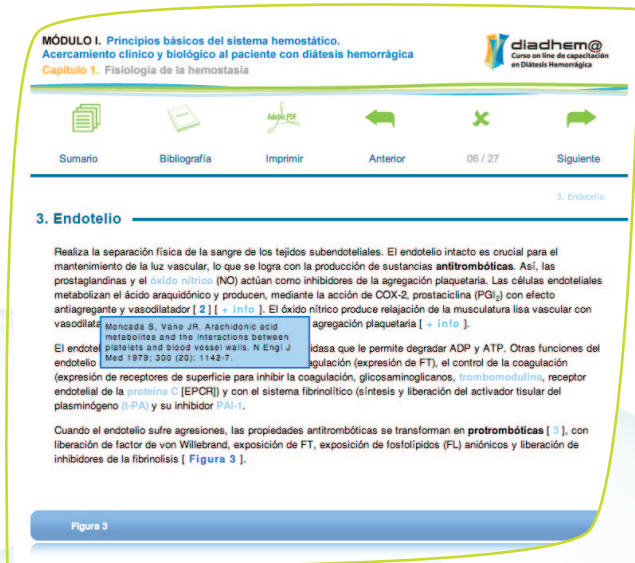 MÓDULO I. Principios básicos del sistema hemostático.
Acercamiento clínico y biológico al paciente con diátesis hemorrágica
Capítulo 1. Fisiología de la hemostasia
diadhem@
Curso on line de capacitación
en Diátesis Hemorrágica
Adobe PDF
Sumario Bibliografía Imprimir Anterior 06 / 27 Siguiente
3. Endotelio
3. Endotelio
Realiza la separación física de la sangre de los tejidos subendoteliales. El endotelio intacto es crucial para el
mantenimiento de la luz vascular, lo que se logra con la producción de sustancias antitrombóticas. Así, las
prostaglandinas y el óxido nítrico (NO) actúan como inhibidores de la agregación plaquetaria. Las células endoteliales
metabolizan el ácido araquidónico y producen, mediante la acción de COX-2, prostaciclina (PGI₂) con efecto
antiagregante y vasodilatador [ 2 ] [ + info ]. El óxido nítrico produce relajación de la musculatura lisa vascular con
agregación plaquetaria [ + info ].
Moncada S, Vane JR. Arachidonic acid
metabolites and the interactions between
platelets and blood vessel walls. N Engl J
Med 1979; 300 (20): 1142-7.
El endotel idasa que le permite degradar ADP y ATP. Otras funciones del
endotelio agulación (expresión de FT), el control de la coagulación
(expresión de receptores de superficie para inhibir la coagulación, glicosaminoglicanos, trombomodulina, receptor
endotelial de la proteína C [EPCR]) y con el sistema fibrinolítico (síntesis y liberación del activador tisular del
plasminógeno (t-PA) y su inhibidor PAI-1.
Cuando el endotelio sufre agresiones, las propiedades antitrombóticas se transforman en protrombóticas [ 3 ], con
liberación de factor de von Willebrand, exposición de FT, exposición de fosfolípidos (FL) aniónicos y liberación de
inhibidores de la fibrinolisis [ Figura 3 ].
Figura 3